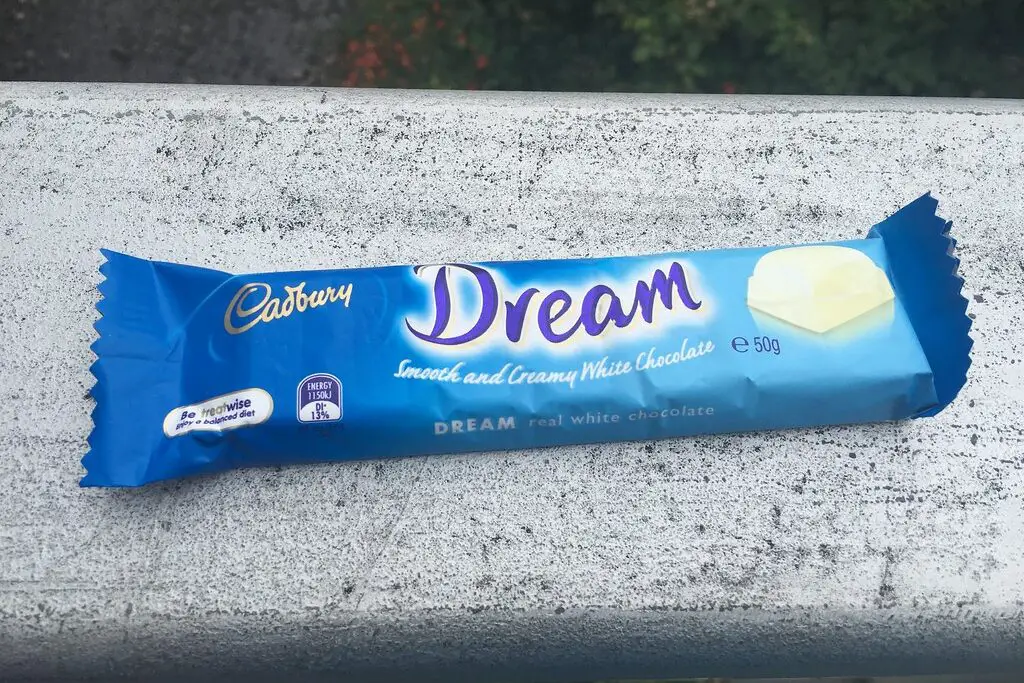 Cadbury
Dream
Smooth and Creamy White Chocolate
e 50g
Be treatwise
Enjoy a balanced diet
ENERGY
1150kJ
DI*
13%
DREAM real white chocolate